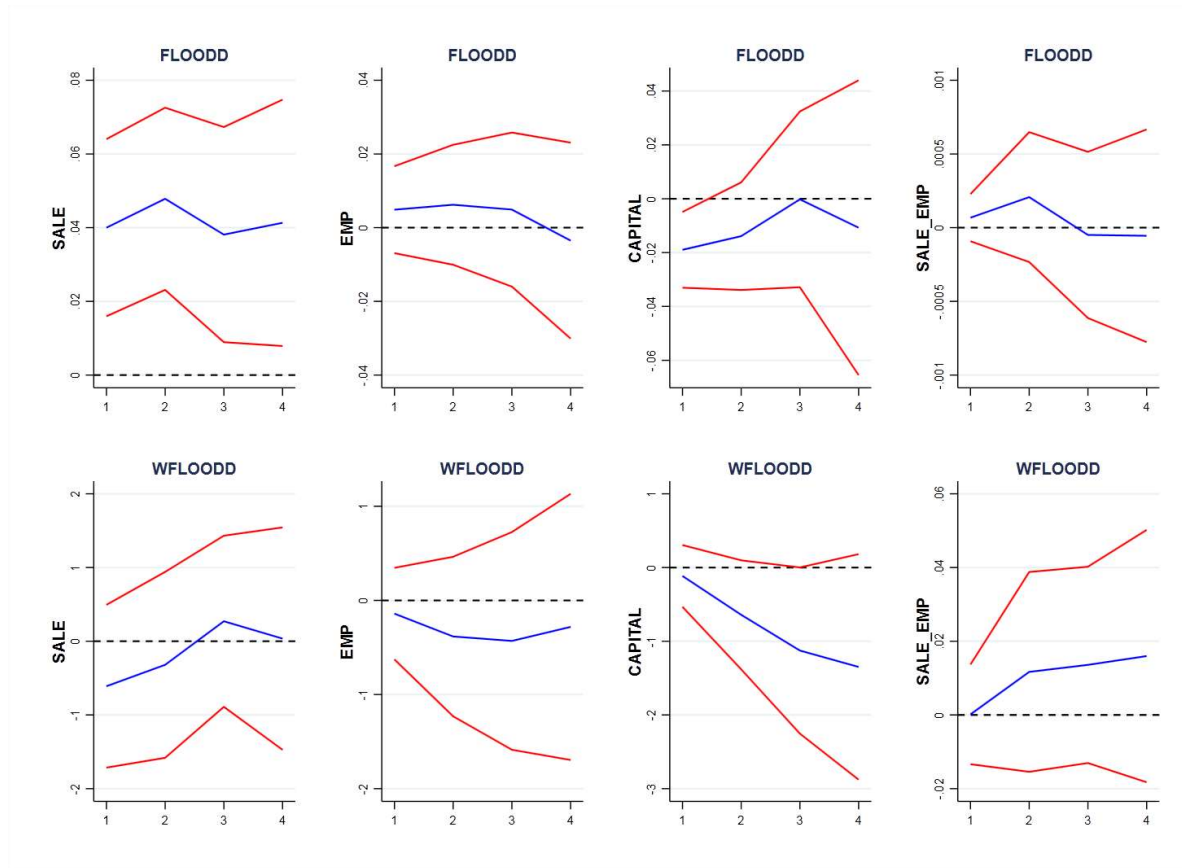 FLOODD
SALE
.08
.06
.04
.02
0
1 2 3 4
FLOODD
EMP
.04
.02
0
-.02
-.04
1 2 3 4
FLOODD
CAPITAL
.04
.02
0
-.02
-.04
-.06
1 2 3 4
FLOODD
SALE_EMP
.001
.0005
0
-.0005
-.001
1 2 3 4
WFLOODD
SALE
2
1
0
-1
-2
1 2 3 4
WFLOODD
EMP
1
0
-1
-2
1 2 3 4
WFLOODD
CAPITAL
1
0
-1
-2
-3
1 2 3 4
WFLOODD
SALE_EMP
.06
.04
.02
0
-.02
1 2 3 4